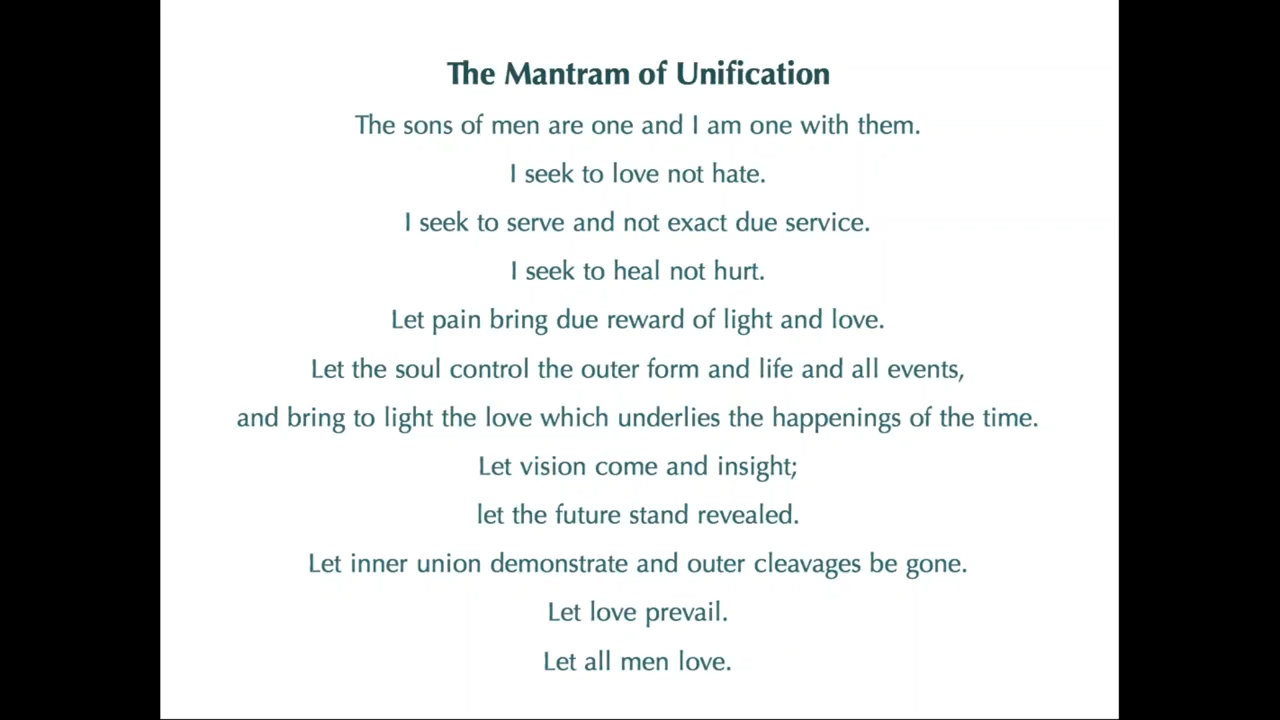 The Mantram of Unification
The sons of men are one and I am one with them.
I seek to love not hate.
I seek to serve and not exact due service.
I seek to heal not hurt.
Let pain bring due reward of light and love.
Let the soul control the outer form and life and all events,
and bring to light the love which underlies the happenings of the time.
Let vision come and insight;
let the future stand revealed.
Let inner union demonstrate and outer cleavages be gone.
Let love prevail.
Let all men love.